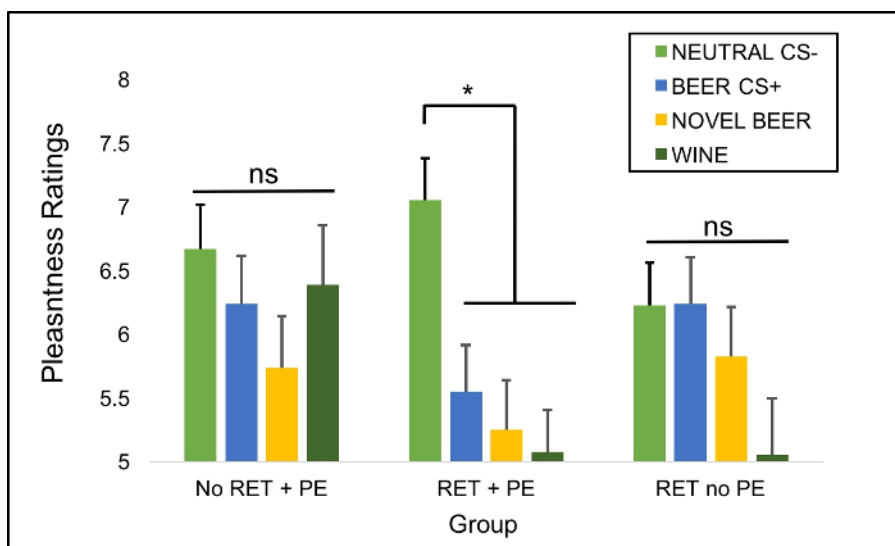 NEUTRAL CS-
BEER CS+
NOVEL BEER
WINE
8
7.5
7
6.5
6
5.5
5
Pleasntness Ratings
ns
*
ns
No RET + PE
RET + PE
RET no PE
Group